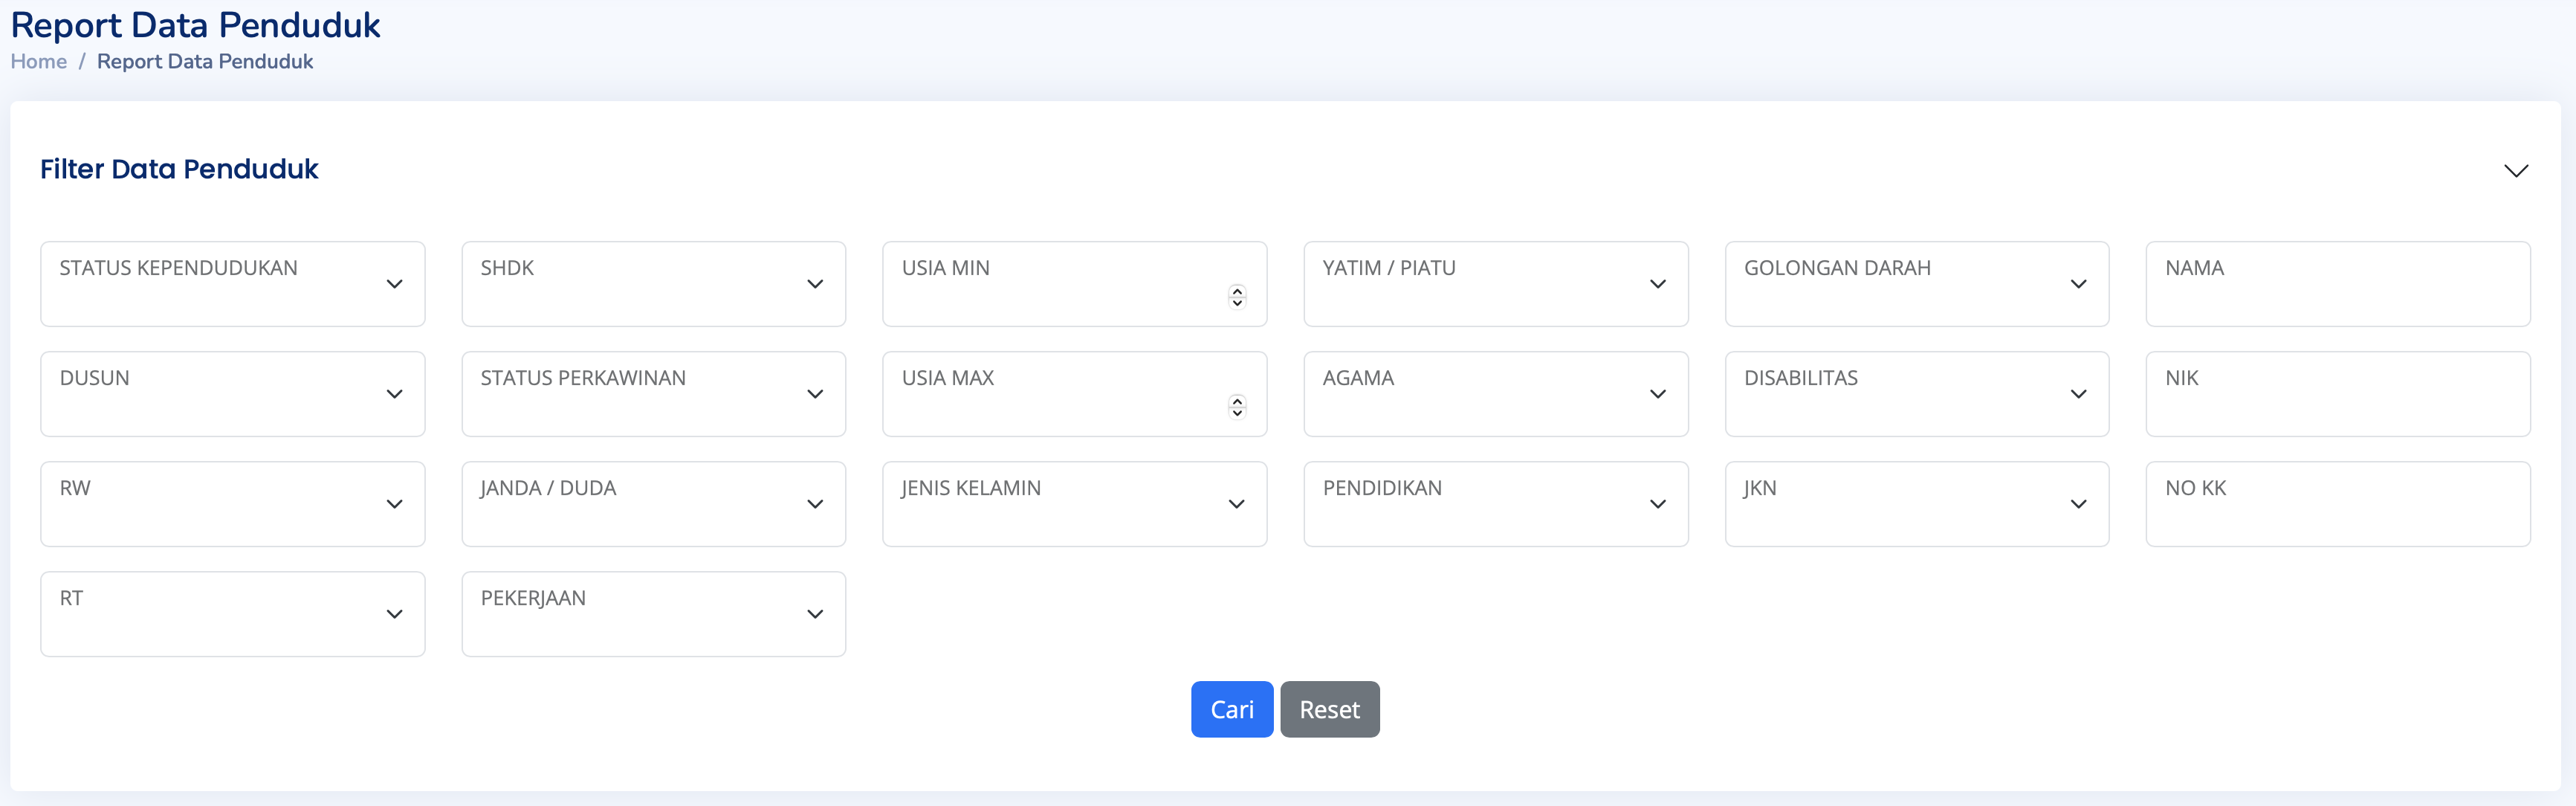 Report Data Penduduk
Home / Report Data Penduduk
Filter Data Penduduk
STATUS KEPENDUDUKAN
SHDK
USIA MIN
YATIM / PIATU
GOLONGAN DARAH
NAMA
DUSUN
STATUS PERKAWINAN
USIA MAX
AGAMA
DISABILITAS
NIK
RW
JANDA / DUDA
JENIS KELAMIN
PENDIDIKAN
JKN
NO KK
RT
PEKERJAAN
Cari
Reset